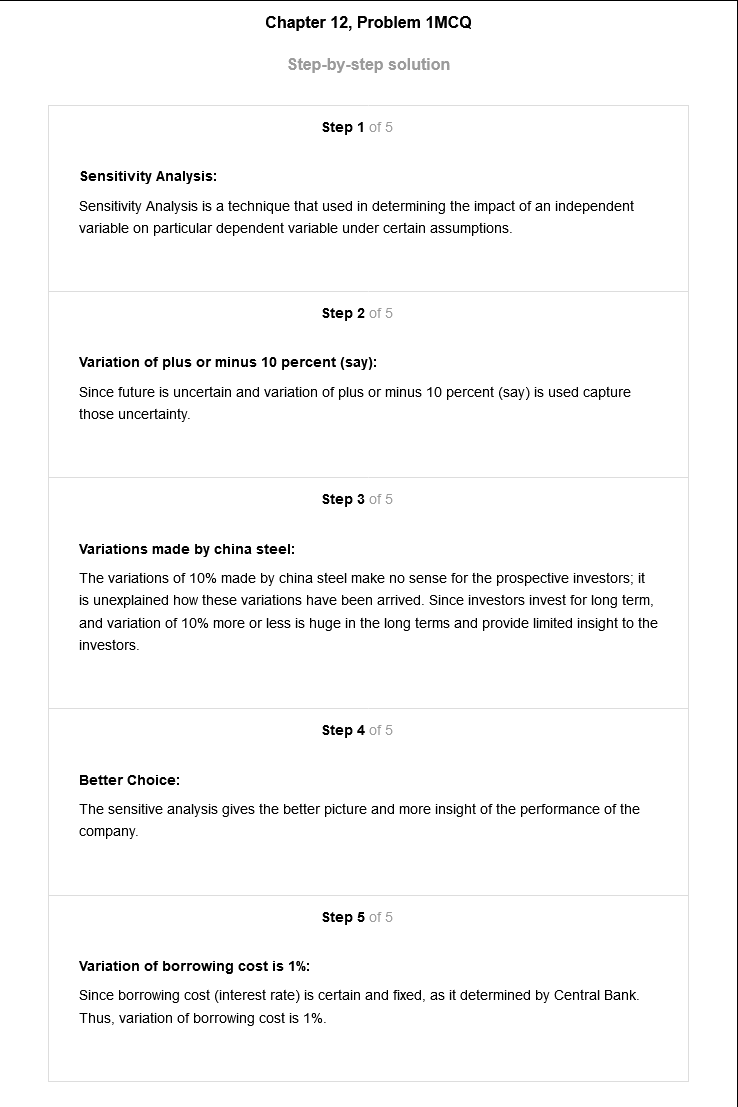 Chapter 12, Problem 1MCQ
Step-by-step solution
Step 1 of 5
Sensitivity Analysis:
Sensitivity Analysis is a technique that used in determining the impact of an independent
variable on particular dependent variable under certain assumptions.
Step 2 of 5
Variation of plus or minus 10 percent (say):
Since future is uncertain and variation of plus or minus 10 percent (say) is used capture
those uncertainty.
Step 3 of 5
Variations made by china steel:
The variations of 10% made by china steel make no sense for the prospective investors; it
is unexplained how these variations have been arrived. Since investors invest for long term,
and variation of 10% more or less is huge in the long terms and provide limited insight to the
investors.
Step 4 of 5
Better Choice:
The sensitive analysis gives the better picture and more insight of the performance of the
company.
Step 5 of 5
Variation of borrowing cost is 1%:
Since borrowing cost (interest rate) is certain and fixed, as it determined by Central Bank.
Thus, variation of borrowing cost is 1%.